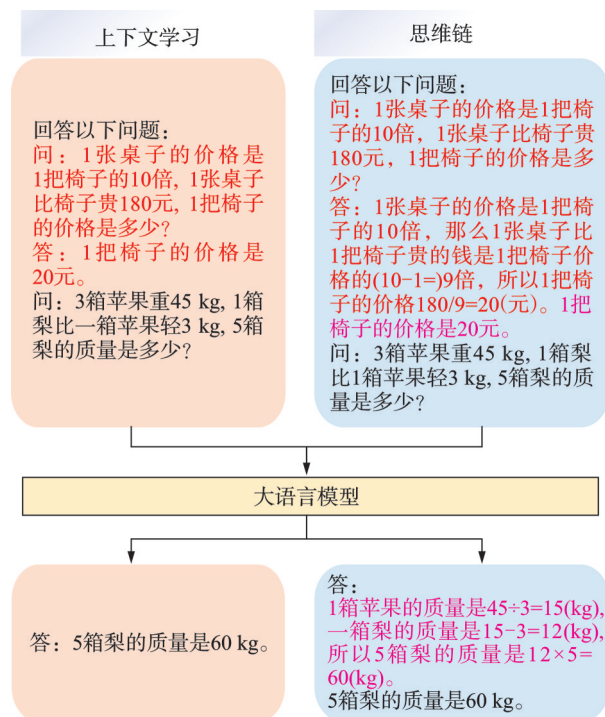 上下文学习
回答以下问题：
问：1张桌子的价格是
1把椅子的10倍, 1张桌子
比椅子贵180元, 1把椅子
的价格是多少？
答：1把椅子的价格是
20元。
问：3箱苹果重45 kg, 1箱
梨比一箱苹果轻3 kg, 5箱
梨的质量是多少？
思维链
回答以下问题：
问：1张桌子的价格是1把椅
子的10倍，1张桌子比椅子贵
180元，1把椅子的价格是多
少？
答：1张桌子的价格是1把椅
子的10倍，那么1张桌子比
1把椅子贵的钱是1把椅子价
格的(10−1=)9倍，所以1把椅
子的价格180/9=20(元)。1把
椅子的价格是20元。
问：3箱苹果重45 kg, 1箱梨
比1箱苹果轻3 kg, 5箱梨的质
量是多少？
大语言模型
答：5箱梨的质量是60 kg。
答：
1箱苹果的质量是45÷3=15(kg),
一箱梨的质量是15−3=12(kg),
所以5箱梨的质量是12×5=
60(kg)。
5箱梨的质量是60 kg。